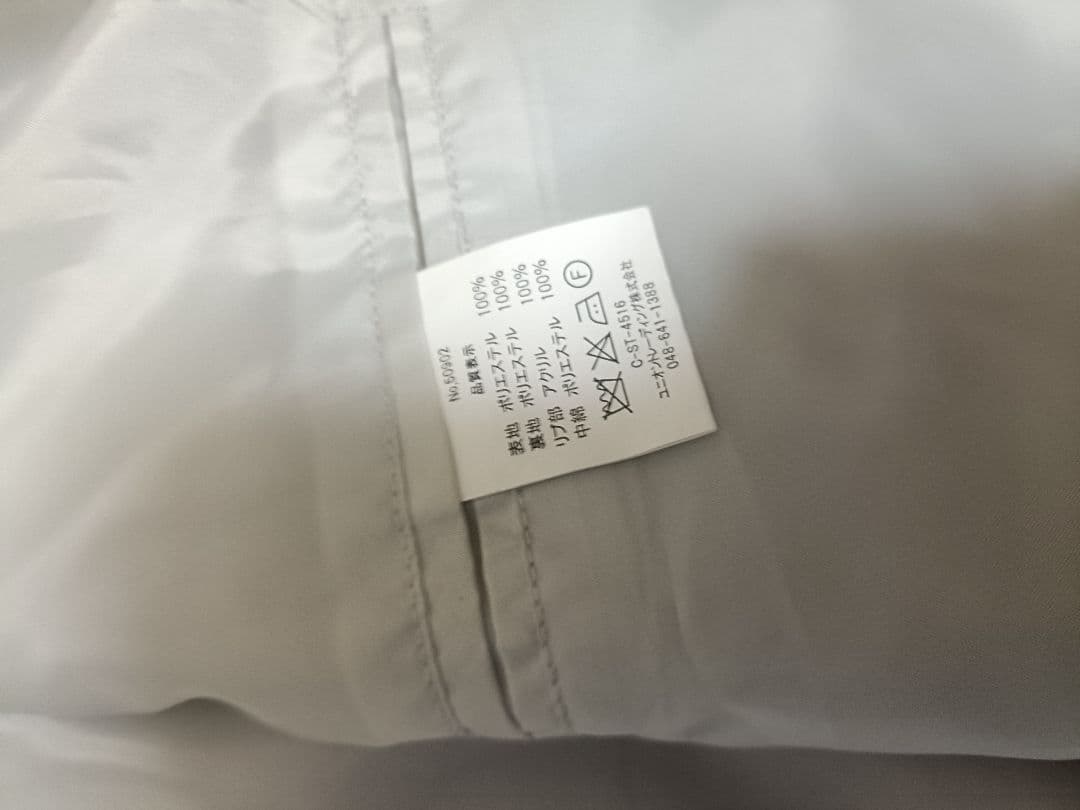 No.50902
品質表示
表地 ポリエステル 100%
裏地 ポリエステル 100%
リブ部 アクリル 100%
中綿 ポリエステル 100%
F
C-ST-4516
ユニオントレーディング株式会社
048-641-1388